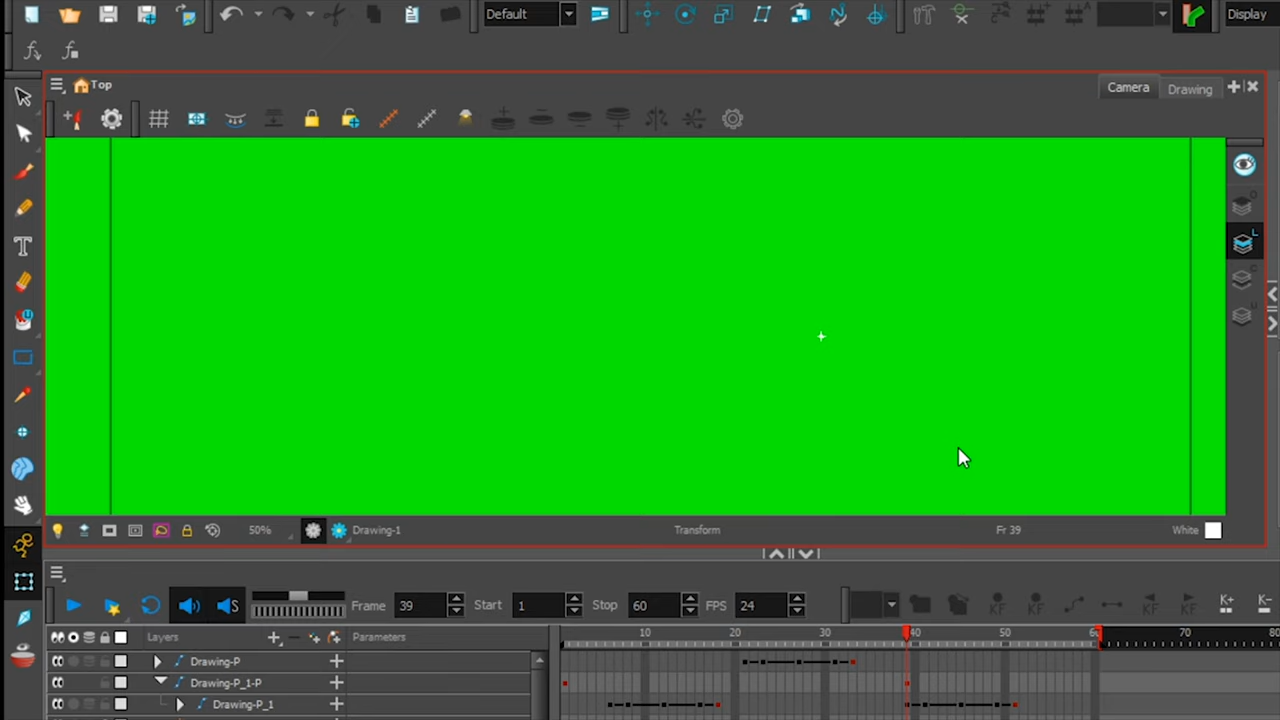 Default Display
Top Camera Drawing
50% Drawing-1 Transform Fr 39 White
Frame 39 Start 1 Stop 60 FPS 24
Layers Parameters 10 20 30 40 50 60 70 80
Drawing-P
Drawing-P_1-P
Drawing-P_1